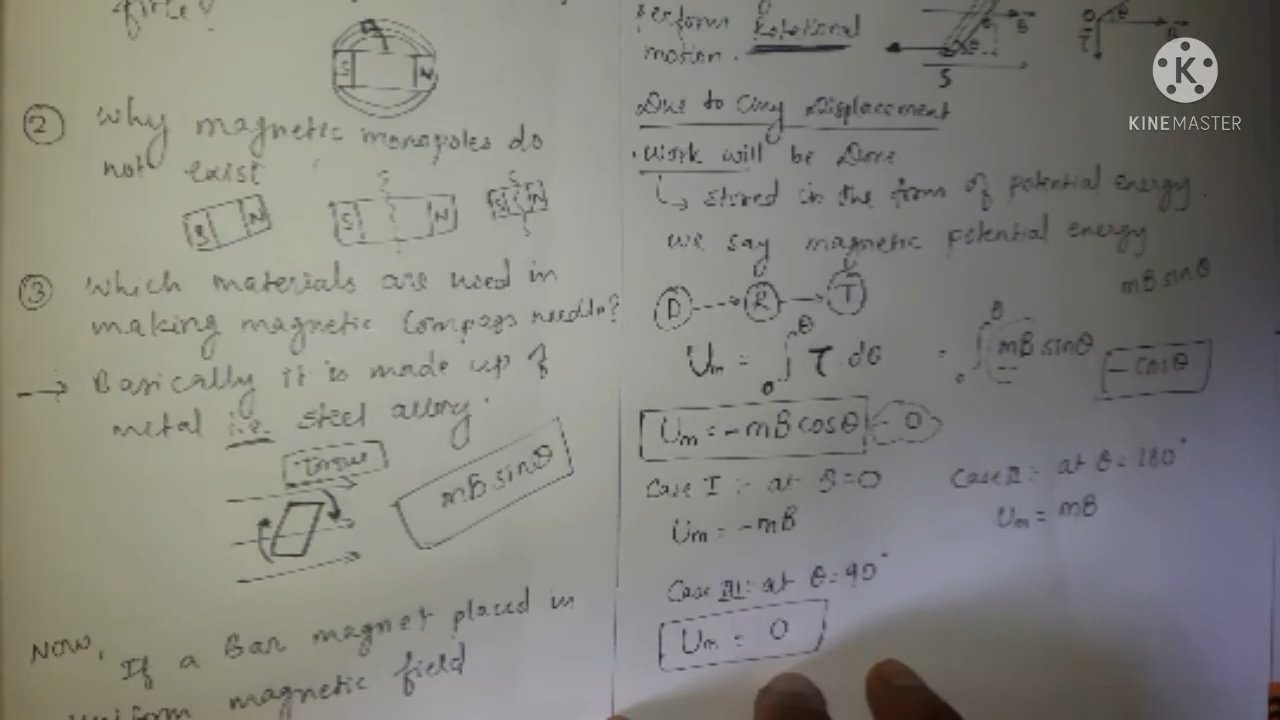 force?
S N
② Why magnetic monopoles do
not exist
S N S N S N
③ Which materials are used in
making magnetic Compass needle?
→ Basically it is made up of
metal i.e. steel alloy.
Torque
mB sinθ
Now, If a Bar magnet placed in
uniform magnetic field
perform Rotational
motion.
S
KINEMASTER
Due to any Displacement
. Work will be Done
↳ stored in the form of potential energy.
we say magnetic potential energy
D → R → T
mB sinθ
Um = ∫₀^θ τ. dθ = ∫₀^θ mB sinθ
- cosθ
Um = - mB cosθ - 0
Case I :- at θ = 0
Um = - mB
Case II :- at θ = 180°
Um = mB
Case III :- at θ = 90°
Um = 0